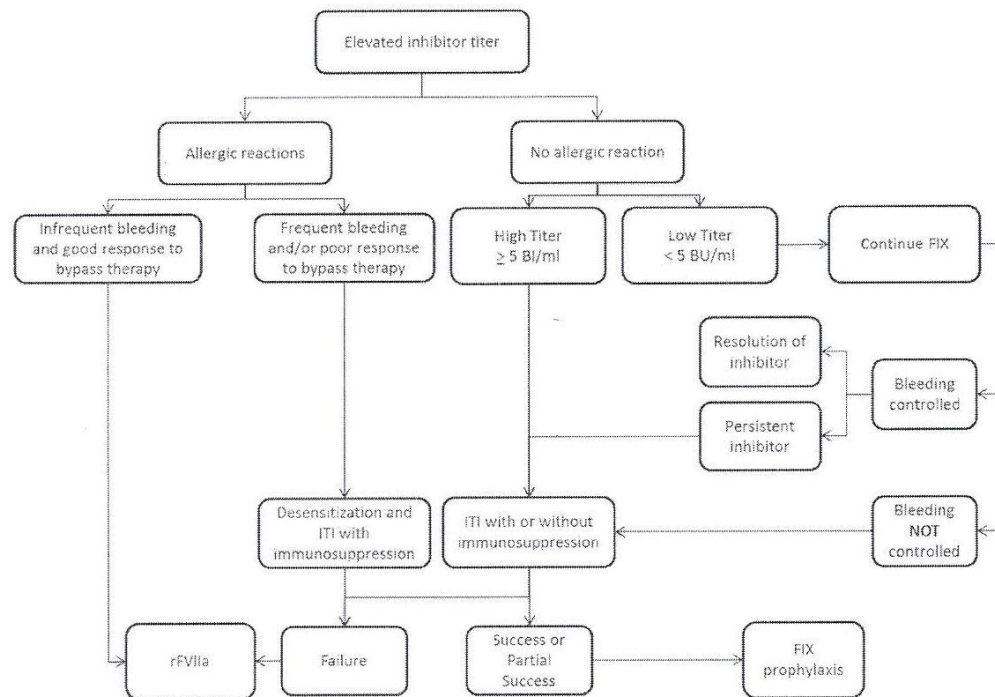 Elevated inhibitor titer
Allergic reactions
No allergic reaction
Infrequent bleeding
and good response to
bypass therapy
Frequent bleeding
and/or poor response
to bypass therapy
High Titer
≥ 5 BI/ml
Low Titer
< 5 BU/ml
Continue FIX
Resolution of
inhibitor
Bleeding
controlled
Persistent
inhibitor
Desensitization and
ITI with
immunosuppression
ITI with or without
immunosuppression
Bleeding
NOT
controlled
rFVIIa
Failure
Success or
Partial
Success
FIX
prophylaxis